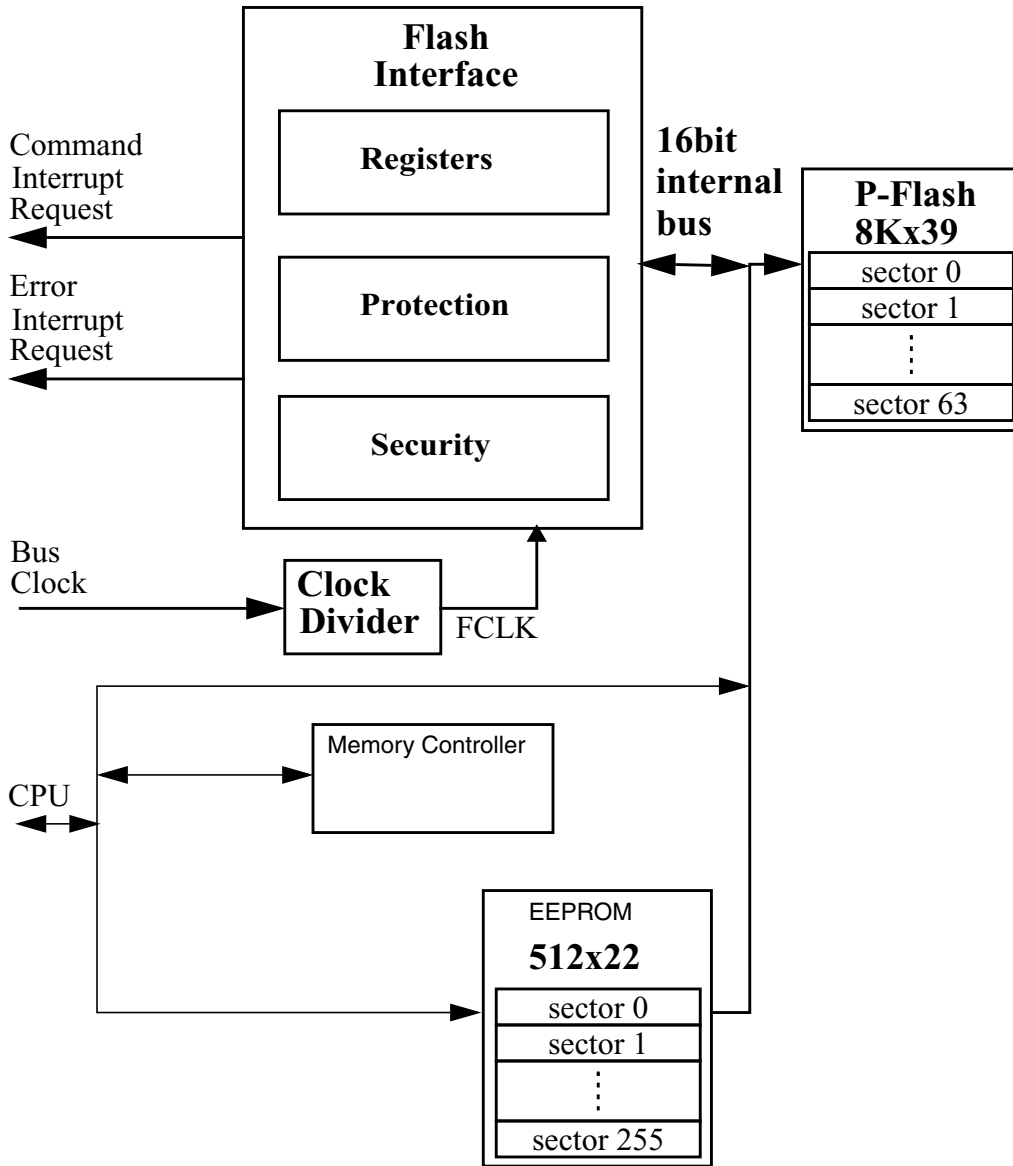 Flash
Interface
Registers
Protection
Security
Command
Interrupt
Request
Error
Interrupt
Request
16bit
internal
bus
P-Flash
8Kx39
sector 0
sector 1
sector 63
Bus
Clock
Clock
Divider
FCLK
Memory Controller
CPU
EEPROM
512x22
sector 0
sector 1
sector 255